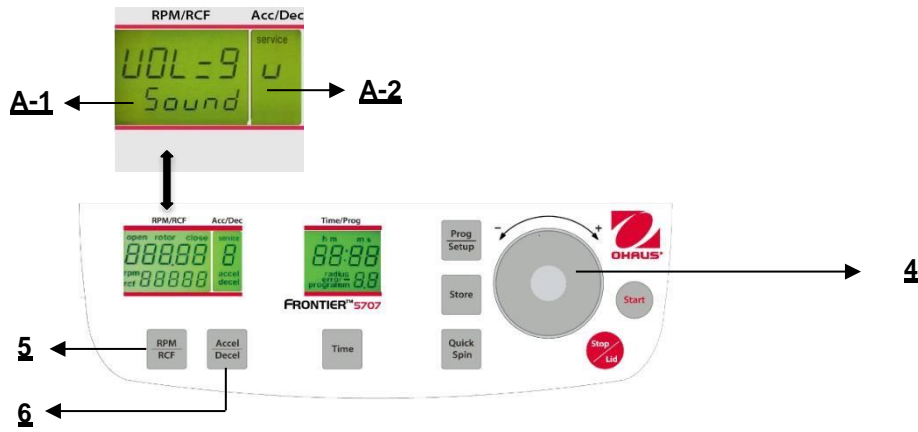 RPM/RCF Acc/Dec
service
VOL=9 u
Sound
A-1
A-2
RPM/RCF Acc/Dec
open rotor close service
88888 8
rpm
rcf 88888 accel
decel
Time/Prog
h m m s
88:88
radius
error
programm 8.8
FRONTIER™ 5707
Prog
Setup
Store
Quick
Spin
- +
OHAUS®
Start
Stop
Lid
RPM
RCF
Accel
Decel
Time
4
5
6